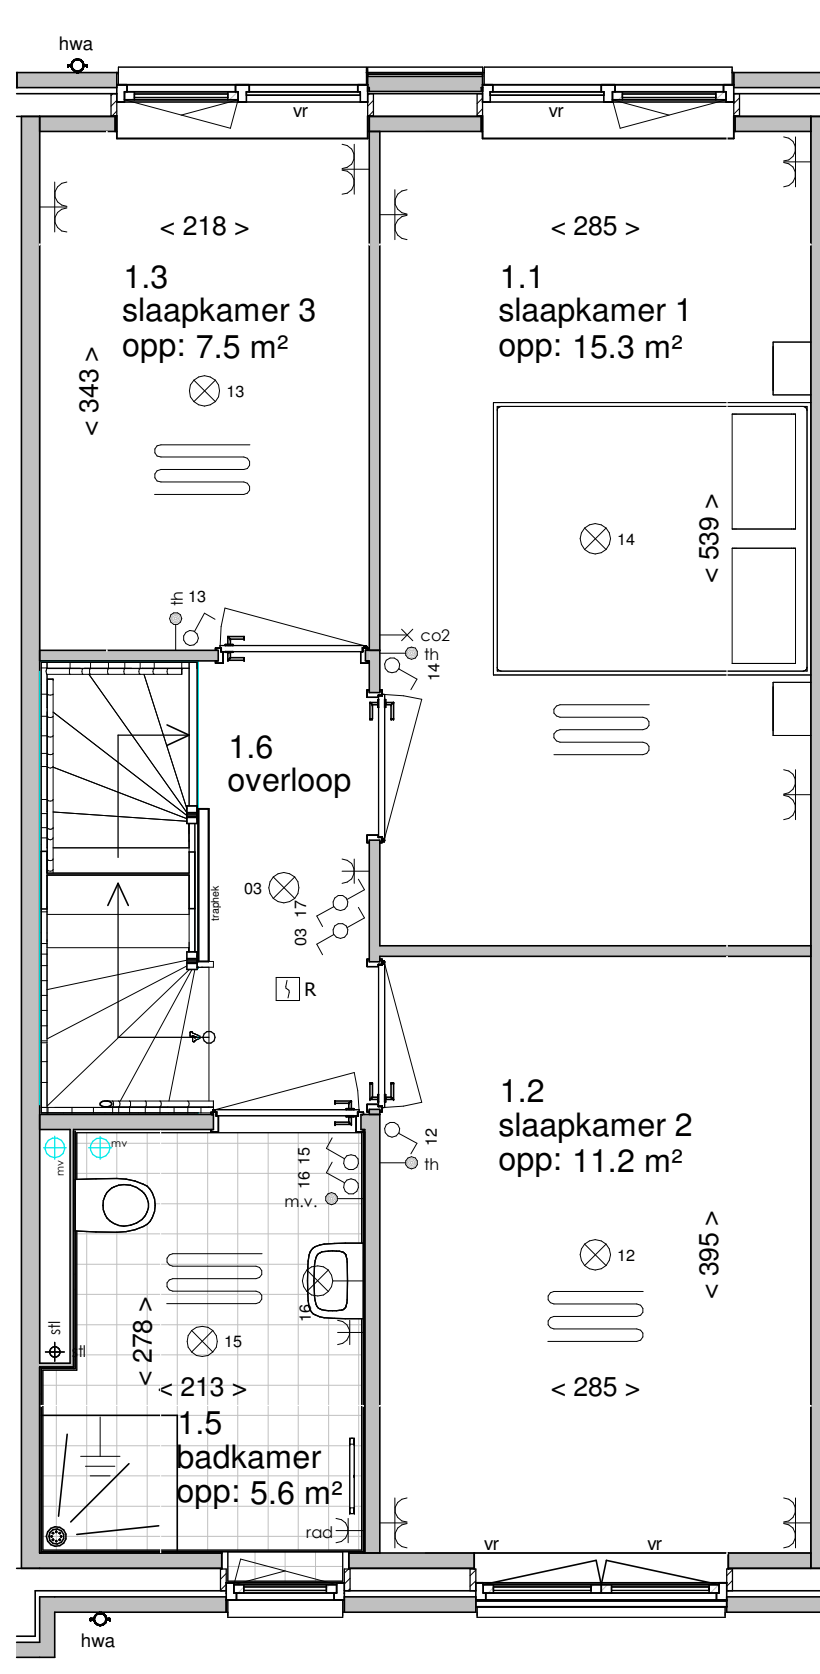 hwa
vr
vr
< 218 >
< 285 >
1.3
slaapkamer 3
opp: 7.5 m²
1.1
slaapkamer 1
opp: 15.3 m²
< 343 >
13
< 539 >
14
th 13
co2
th
14
1.6
overloop
traphek
03
03 17
R
1.2
slaapkamer 2
opp: 11.2 m²
12
th
mv
mv
16 15
m.v.
< 395 >
12
16
stl
stl
< 278 >
15
< 213 >
< 285 >
1.5
badkamer
opp: 5.6 m²
rad
vr
vr
hwa